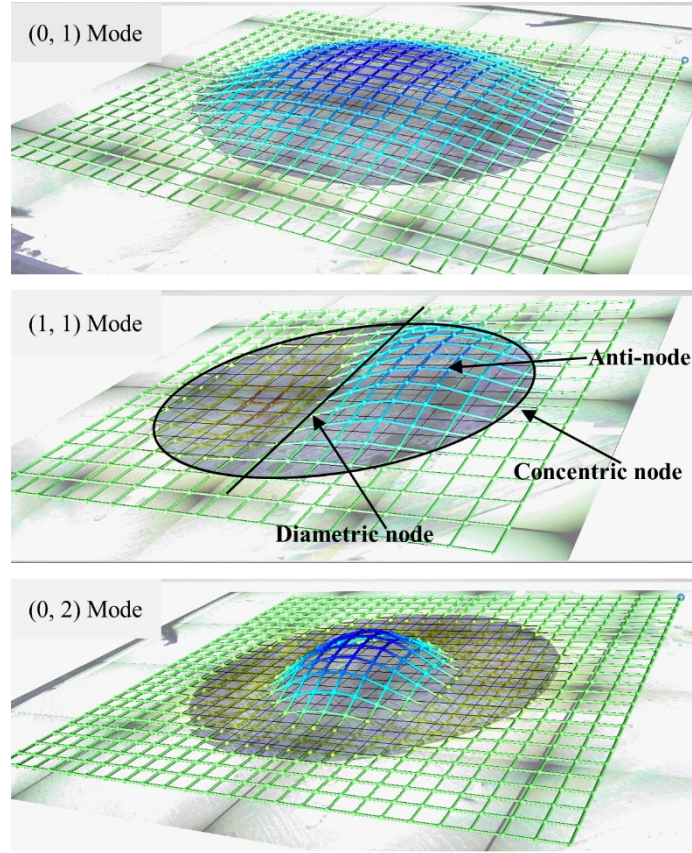 (0, 1) Mode
(1, 1) Mode
Anti-node
Concentric node
Diametric node
(0, 2) Mode